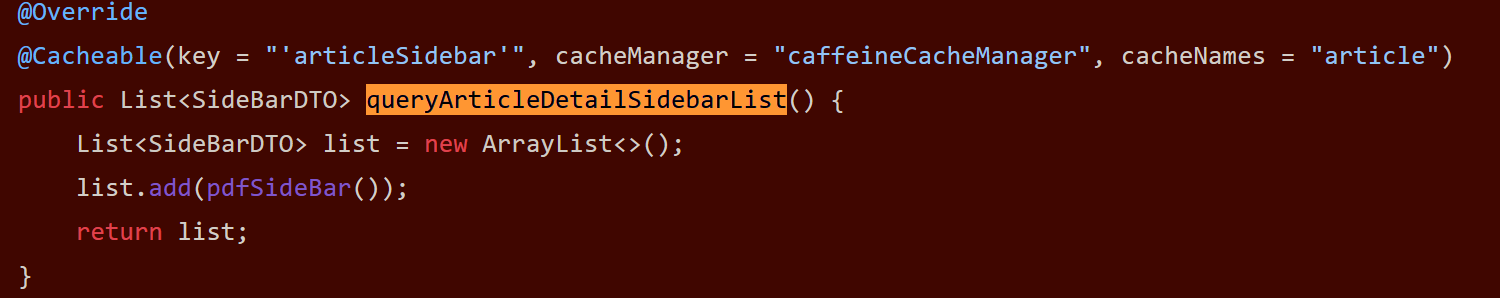 @Override
@Cacheable(key = "'articleSidebar'", cacheManager = "caffeineCacheManager", cacheNames = "article")
public List<SideBarDTO> queryArticleDetailSidebarList() {
    List<SideBarDTO> list = new ArrayList<>();
    list.add(pdfSideBar());
    return list;
}